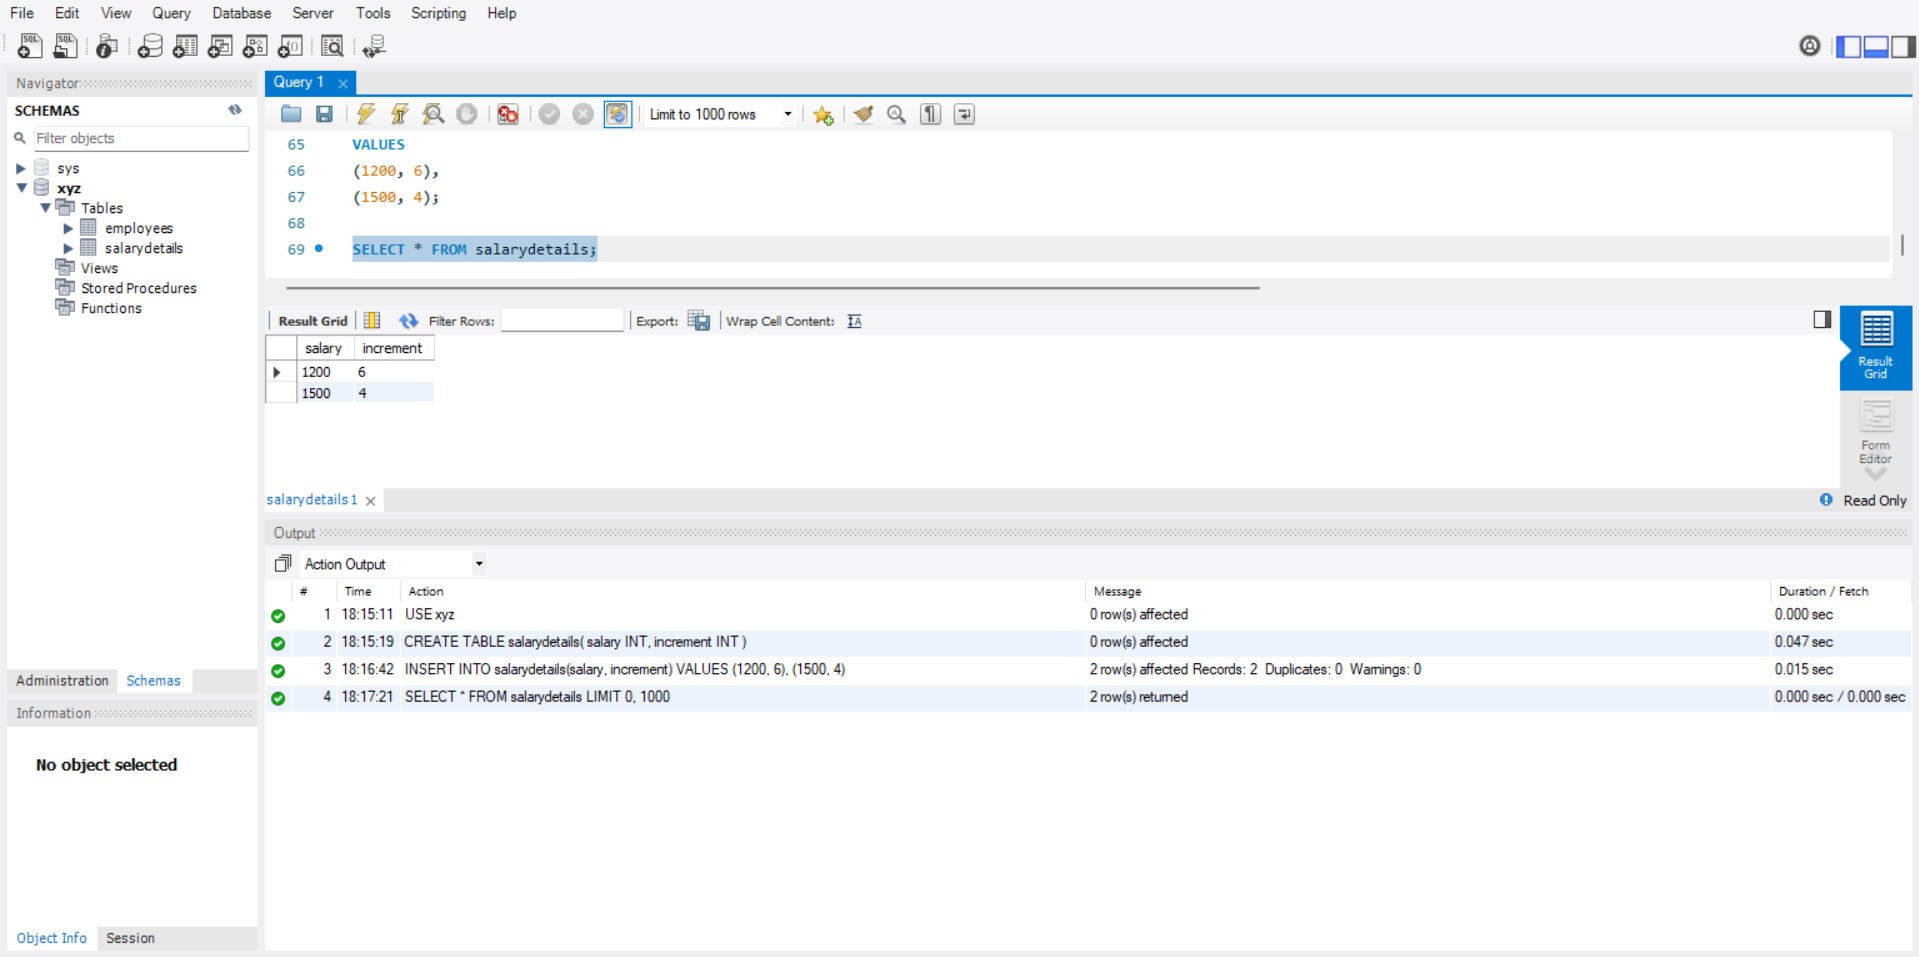 File Edit View Query Database Server Tools Scripting Help
Navigator
SCHEMAS
Filter objects
sys
xyz
Tables
employees
salarydetails
Views
Stored Procedures
Functions
Administration Schemas
Information
No object selected
Object Info Session
Query 1
Limit to 1000 rows
65 VALUES
66 (1200, 6),
67 (1500, 4);
68
69 SELECT * FROM salarydetails;
Result Grid Filter Rows: Export: Wrap Cell Content:
salary increment
1200 6
1500 4
Result
Grid
Form
Editor
salarydetails 1
Read Only
Output
Action Output
# Time Action Message Duration / Fetch
1 18:15:11 USE xyz 0 row(s) affected 0.000 sec
2 18:15:19 CREATE TABLE salarydetails( salary INT, increment INT ) 0 row(s) affected 0.047 sec
3 18:16:42 INSERT INTO salarydetails(salary, increment) VALUES (1200, 6), (1500, 4) 2 row(s) affected Records: 2 Duplicates: 0 Warnings: 0 0.015 sec
4 18:17:21 SELECT * FROM salarydetails LIMIT 0, 1000 2 row(s) returned 0.000 sec / 0.000 sec